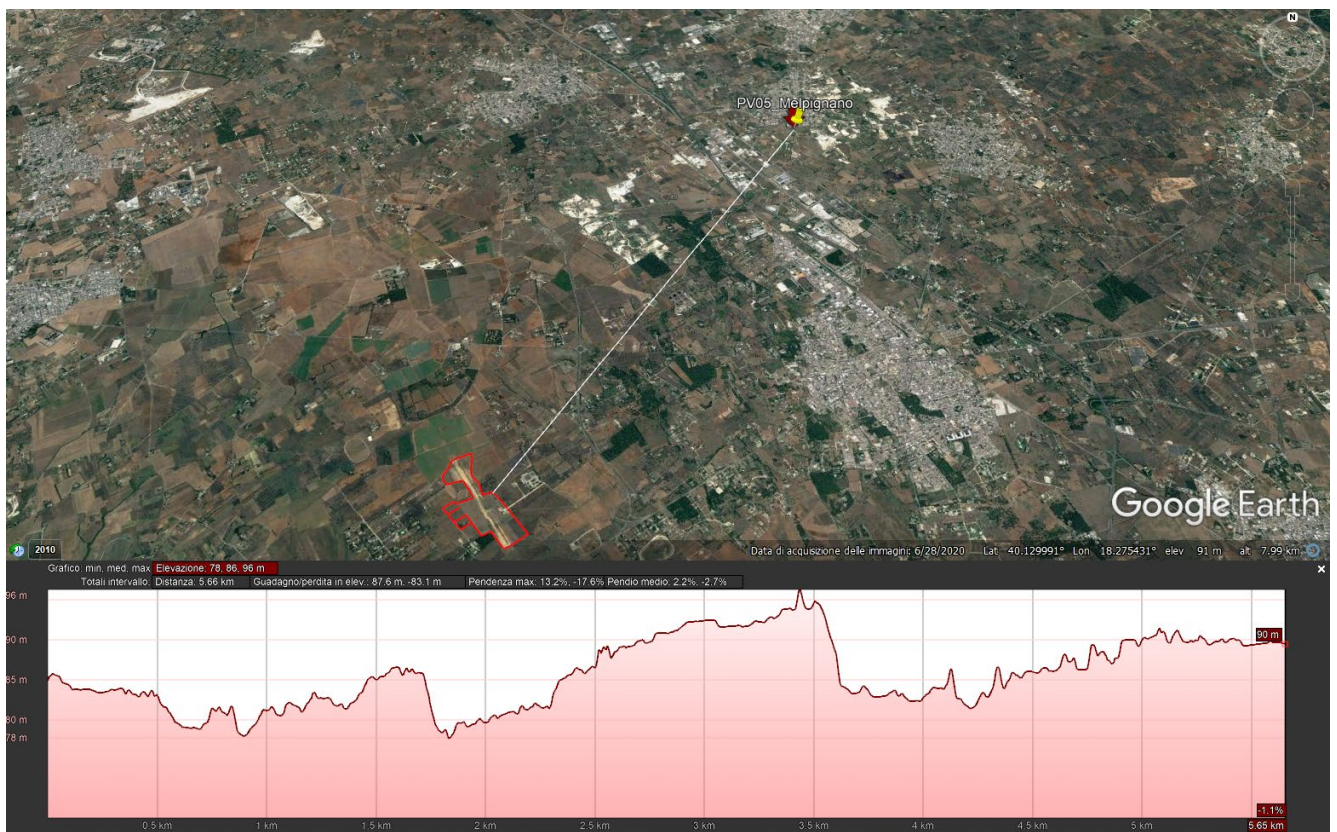 N
PV05_Melpignano
Google Earth
2010
Data di acquisizione delle immagini: 6/28/2020 Lat 40.129991° Lon 18.275431° elev 91 m alt 7.99 km
Grafico: min, med, max Elevazione: 78, 86, 96 m
Totali intervallo: Distanza: 5.66 km Guadagno/perdita in elev.: 87.6 m, -83.1 m Pendenza max: 13.2%, -17.6% Pendio medio: 2.2%, -2.7%
96 m
90 m
90 m
85 m
80 m
78 m
-1.1%
0.5 km 1 km 1.5 km 2 km 2.5 km 3 km 3.5 km 4 km 4.5 km 5 km 5.65 km